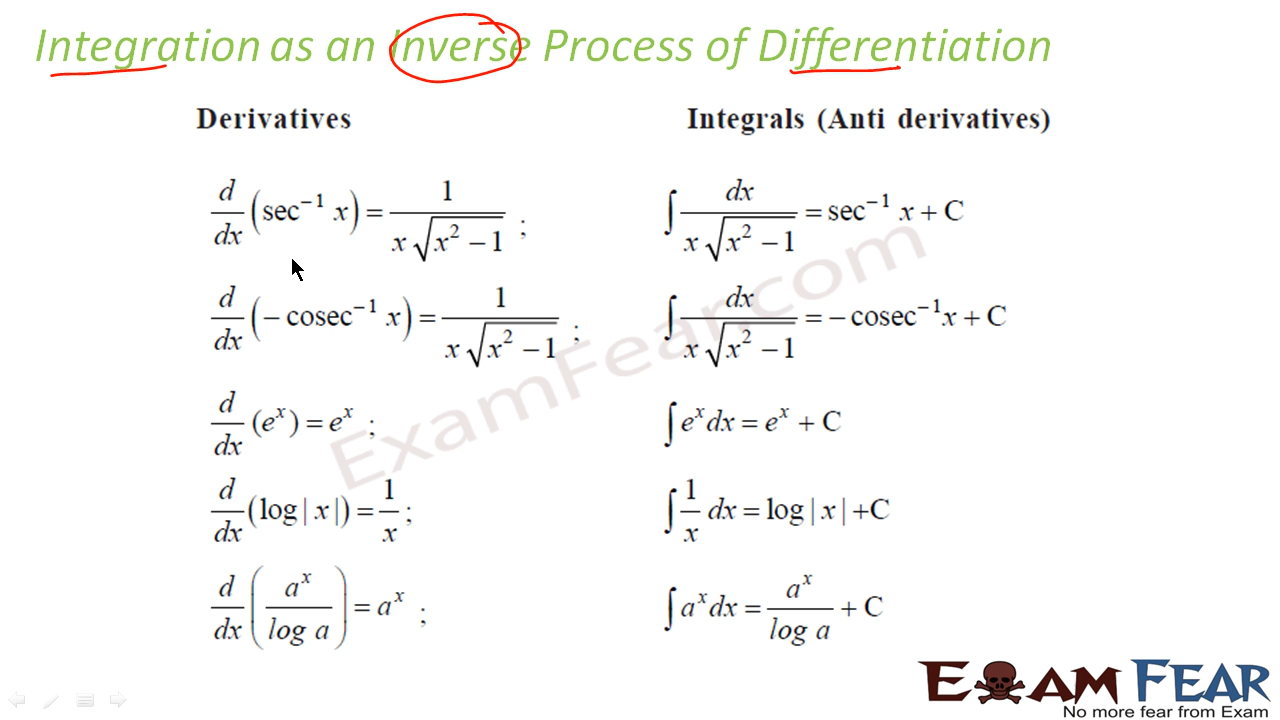 Integration as an Inverse Process of Differentiation
Derivatives Integrals (Anti derivatives)
d/dx (sec⁻¹ x) = 1/(x√(x² − 1)) ; ∫ dx/(x√(x² − 1)) = sec⁻¹ x + C
d/dx (− cosec⁻¹ x) = 1/(x√(x² − 1)) ; ∫ dx/(x√(x² − 1)) = − cosec⁻¹x + C
d/dx (eˣ) = eˣ ; ∫ eˣ dx = eˣ + C
d/dx (log | x |) = 1/x ; ∫ 1/x dx = log | x | +C
d/dx (aˣ/log a) = aˣ ; ∫ aˣ dx = aˣ/log a + C
ExamFear.com
EXAM FEAR
No more fear from Exam